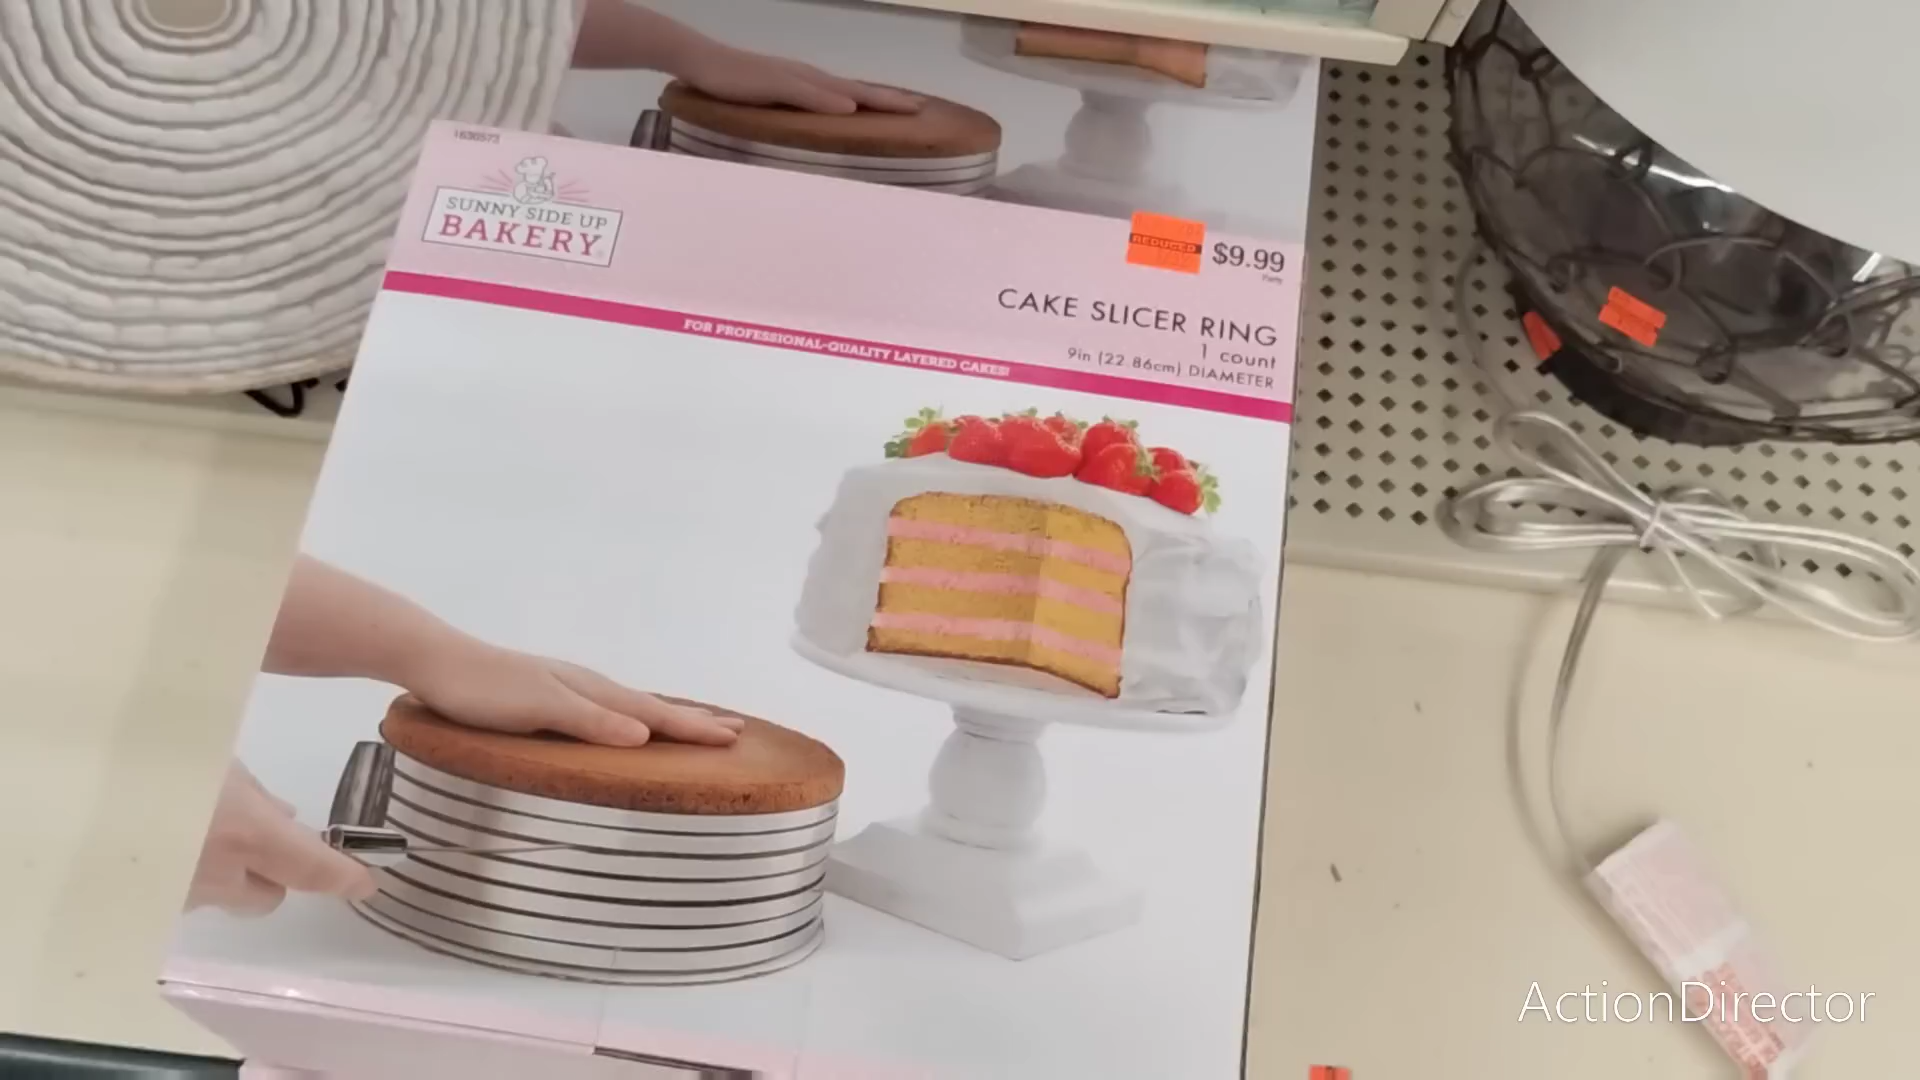 1630573
SUNNY SIDE UP
BAKERY
REDUCED
$9.99
CAKE SLICER RING
1 count
9in (22.86cm) DIAMETER
FOR PROFESSIONAL-QUALITY LAYERED CAKES!
ActionDirector